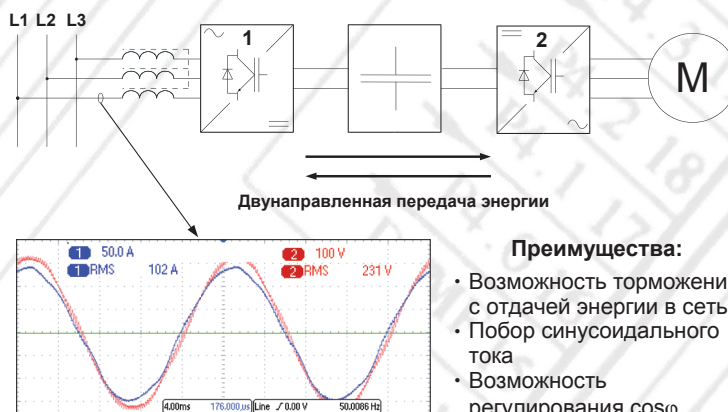 L1 L2 L3
1
2
M
Двунаправленная передача энергии
1 50.0 A
2 100 V
1 RMS 102 A
2 RMS 231 V
4.00ms 176.000µs Line 0.00 V 50.0086 Hz
Преимущества:
• Возможность торможени
с отдачей энергии в сеть
• Побор синусоидального
тока
• Возможность
регулирования cosφ